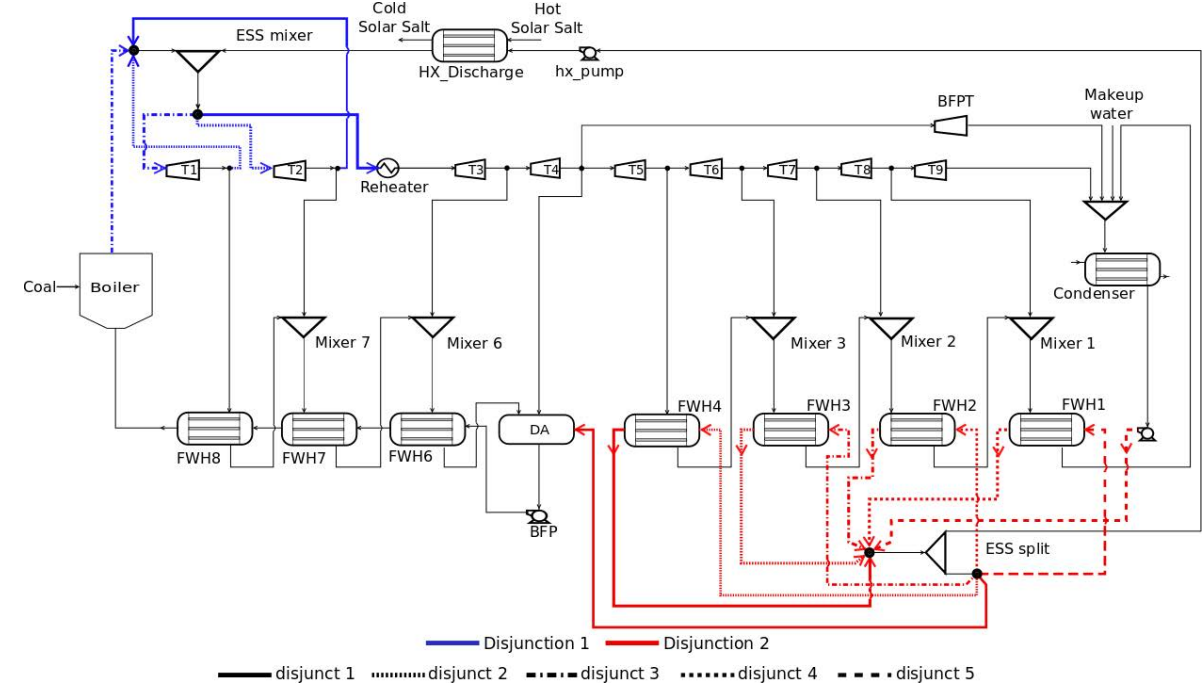 Cold
Solar Salt
Hot
Solar Salt
ESS mixer
HX_Discharge
hx_pump
BFPT
Makeup
water
T1
T2
Reheater
T3
T4
T5
T6
T7
T8
T9
Coal
Boiler
Condenser
Mixer 7
Mixer 6
Mixer 3
Mixer 2
Mixer 1
FWH8
FWH7
FWH6
DA
FWH4
FWH3
FWH2
FWH1
BFP
ESS split
Disjunction 1
Disjunction 2
disjunct 1
disjunct 2
disjunct 3
disjunct 4
disjunct 5